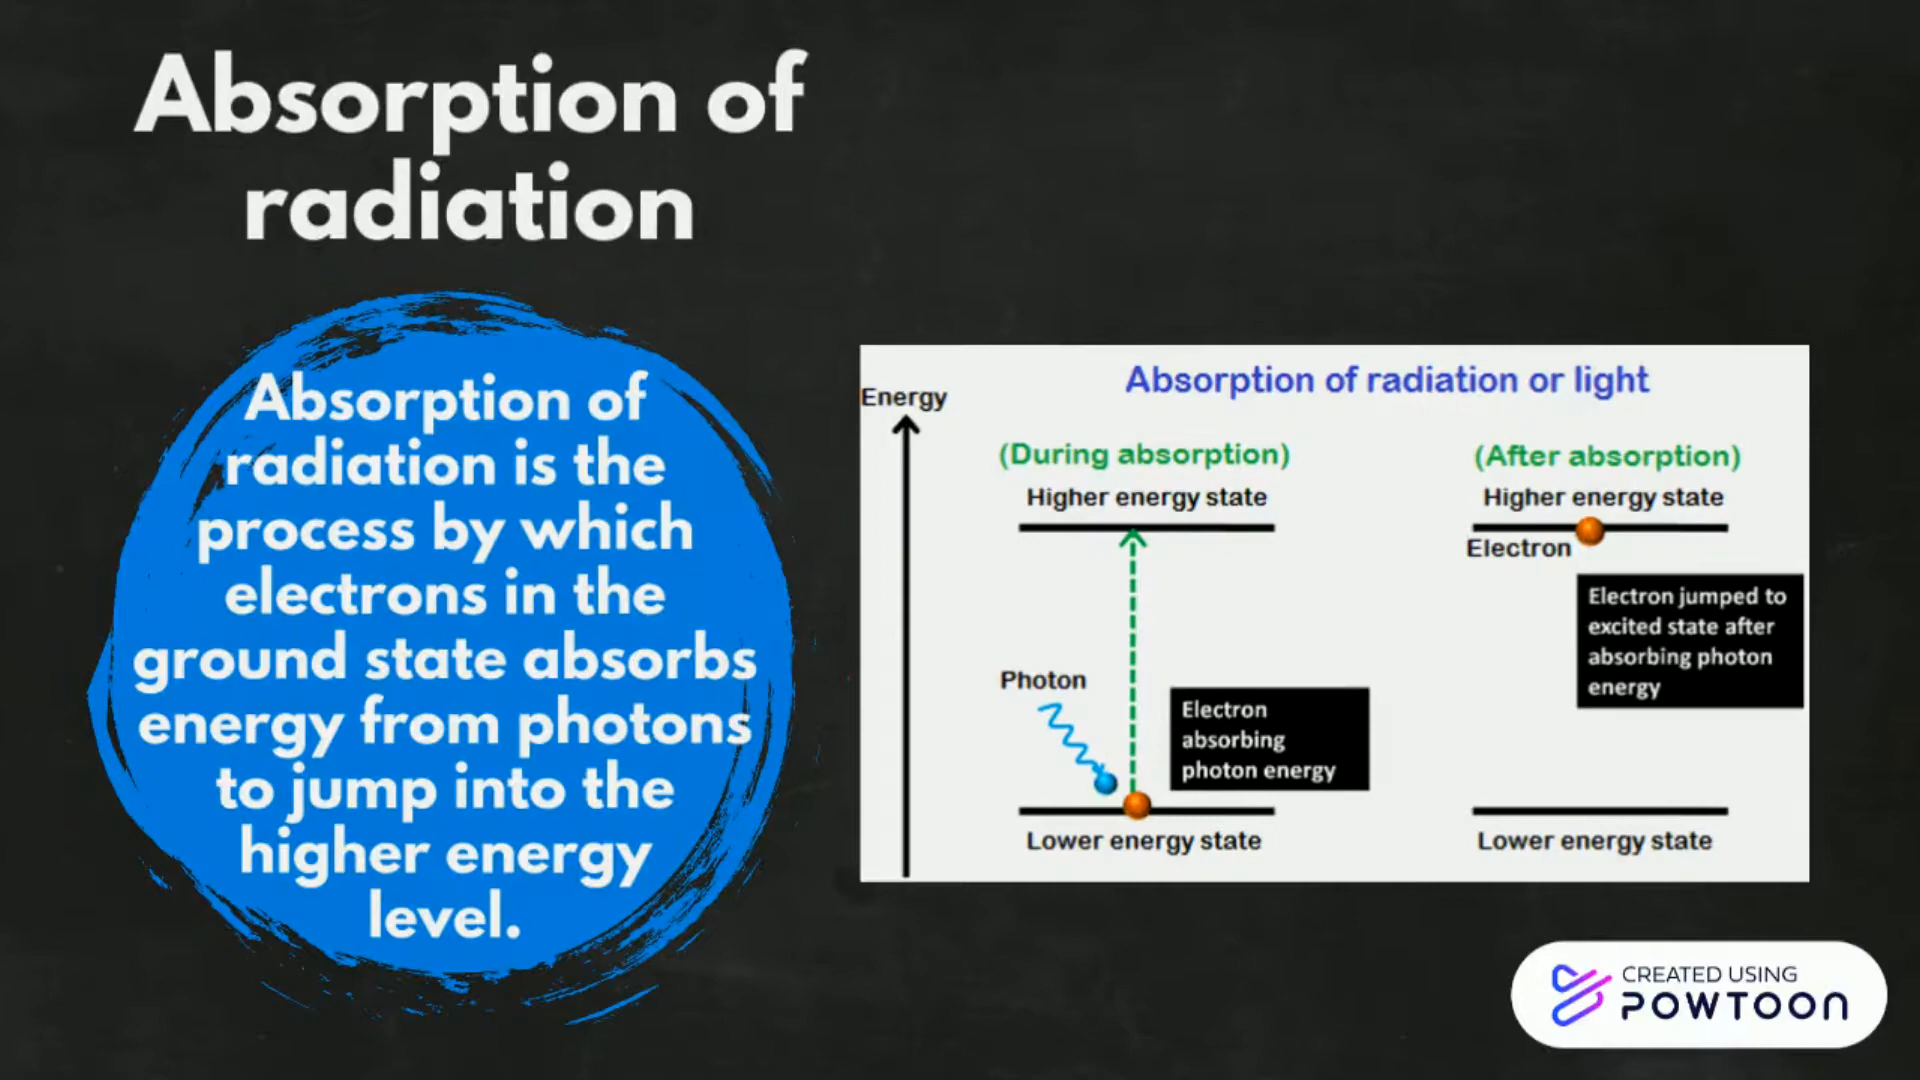 Absorption of
radiation
Absorption of
radiation is the
process by which
electrons in the
ground state absorbs
energy from photons
to jump into the
higher energy
level.
Absorption of radiation or light
Energy
(During absorption)
Higher energy state
Photon
Electron
absorbing
photon energy
Lower energy state
(After absorption)
Higher energy state
Electron
Electron jumped to
excited state after
absorbing photon
energy
Lower energy state
CREATED USING
POWTOON